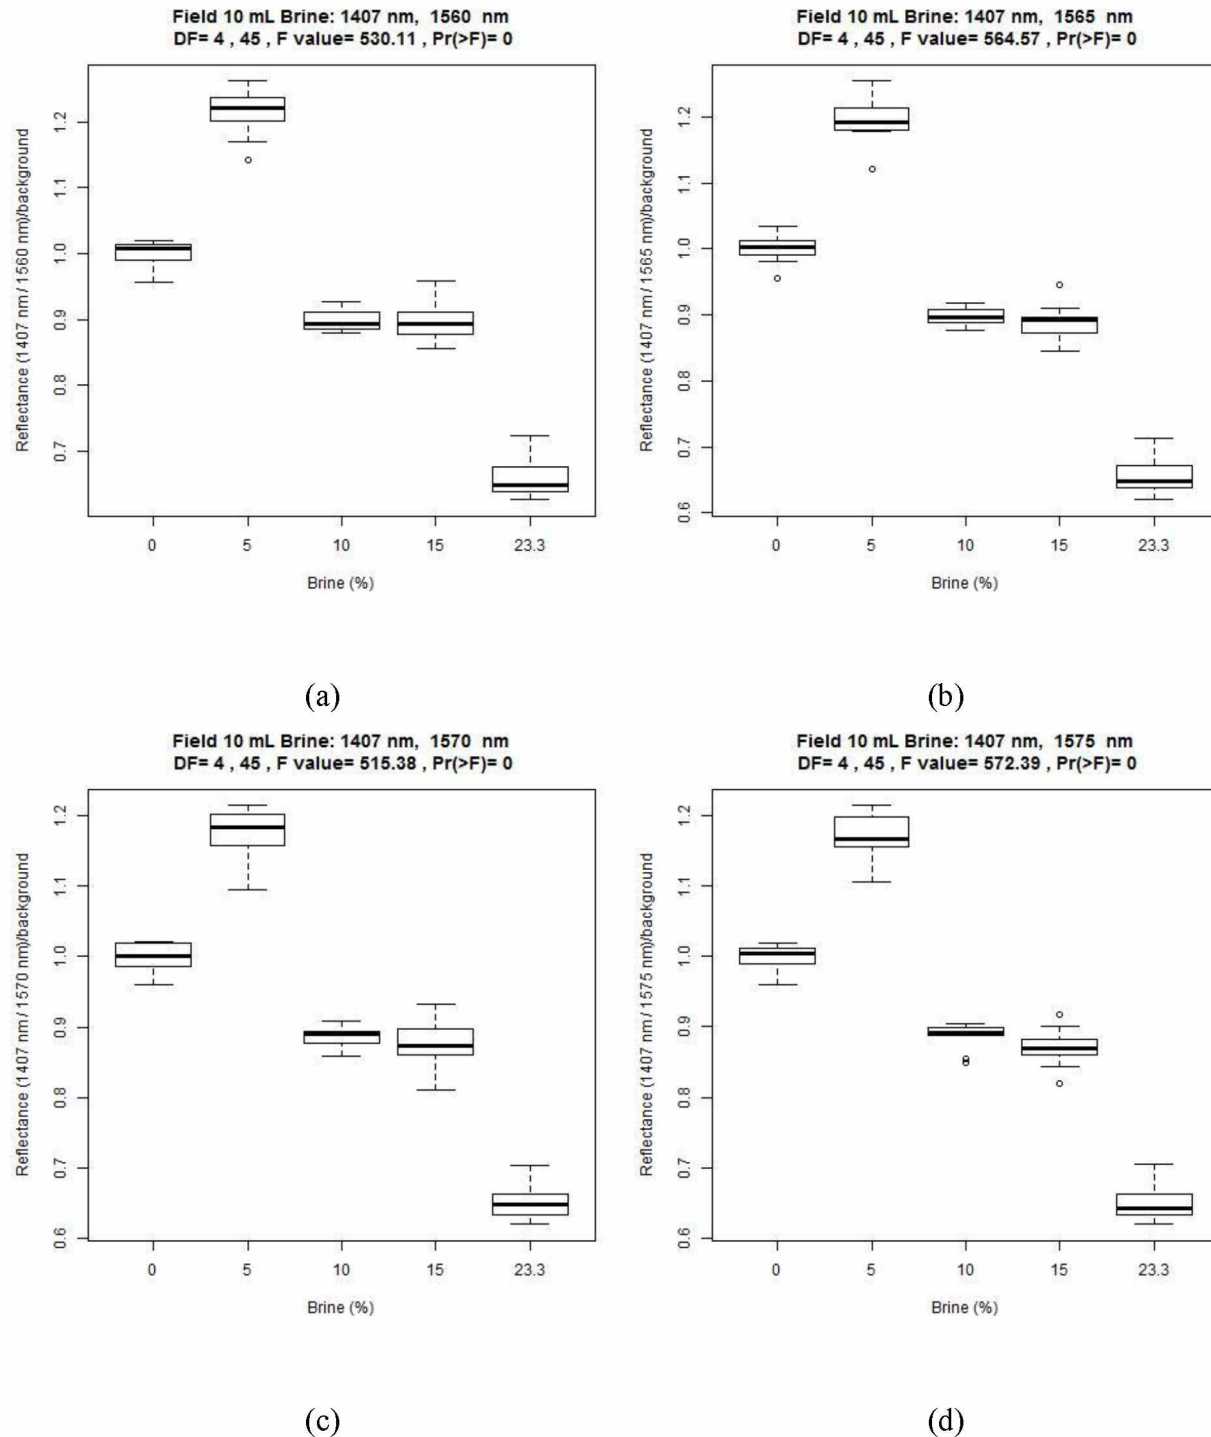 Field 10 mL Brine: 1407 nm,  1560  nm
DF= 4 , 45 , F value= 530.11 , Pr(>F)= 0
Reflectance (1407 nm / 1560 nm)/background
1.2
1.1
1.0
0.9
0.8
0.7
0 5 10 15 23.3
Brine (%)
(a)
Field 10 mL Brine: 1407 nm,  1565  nm
DF= 4 , 45 , F value= 564.57 , Pr(>F)= 0
Reflectance (1407 nm / 1565 nm)/background
1.2
1.1
1.0
0.9
0.8
0.7
0.6
0 5 10 15 23.3
Brine (%)
(b)
Field 10 mL Brine: 1407 nm,  1570  nm
DF= 4 , 45 , F value= 515.38 , Pr(>F)= 0
Reflectance (1407 nm / 1570 nm)/background
1.2
1.1
1.0
0.9
0.8
0.7
0.6
0 5 10 15 23.3
Brine (%)
(c)
Field 10 mL Brine: 1407 nm,  1575  nm
DF= 4 , 45 , F value= 572.39 , Pr(>F)= 0
Reflectance (1407 nm / 1575 nm)/background
1.2
1.1
1.0
0.9
0.8
0.7
0.6
0 5 10 15 23.3
Brine (%)
(d)